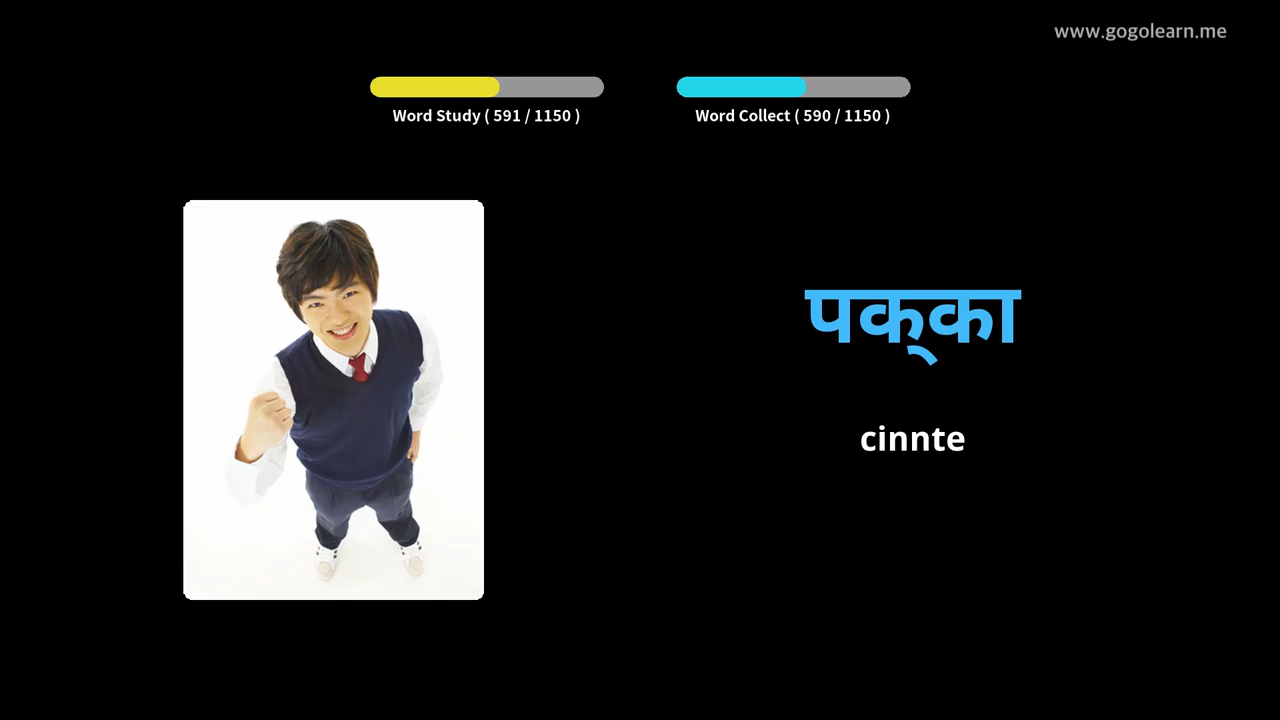 www.gogolearn.me
Word Study ( 591 / 1150 )
Word Collect ( 590 / 1150 )
पक्‌का
cinnte